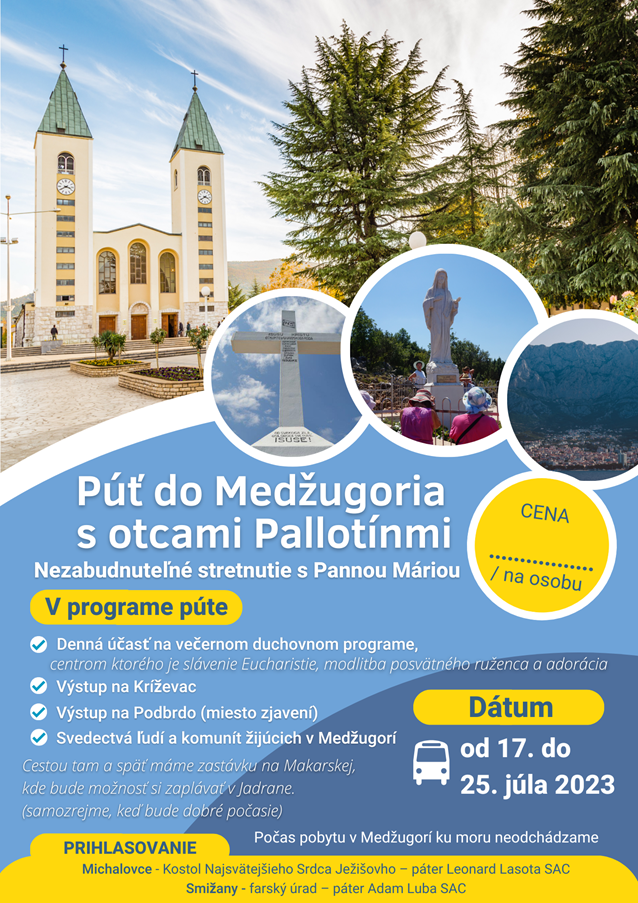 Púť do Medžugoria
s otcami Pallotínmi
Nezabudnuteľné stretnutie s Pannou Máriou
CENA
....................
/ na osobu
V programe púte
Denná účasť na večernom duchovnom programe,
centrom ktorého je slávenie Eucharistie, modlitba posvätného ruženca a adorácia
Výstup na Kríževac
Výstup na Podbrdo (miesto zjavení)
Svedectvá ľudí a komunít žijúcich v Medžugorí
Dátum
od 17. do
25. júla 2023
Cestou tam a späť máme zastávku na Makarskej,
kde bude možnosť si zaplávať v Jadrane.
(samozrejme, keď bude dobré počasie)
Počas pobytu v Medžugorí ku moru neodchádzame
PRIHLASOVANIE
Michalovce - Kostol Najsvätejšieho Srdca Ježišovho – páter Leonard Lasota SAC
Smižany - farský úrad – páter Adam Luba SAC